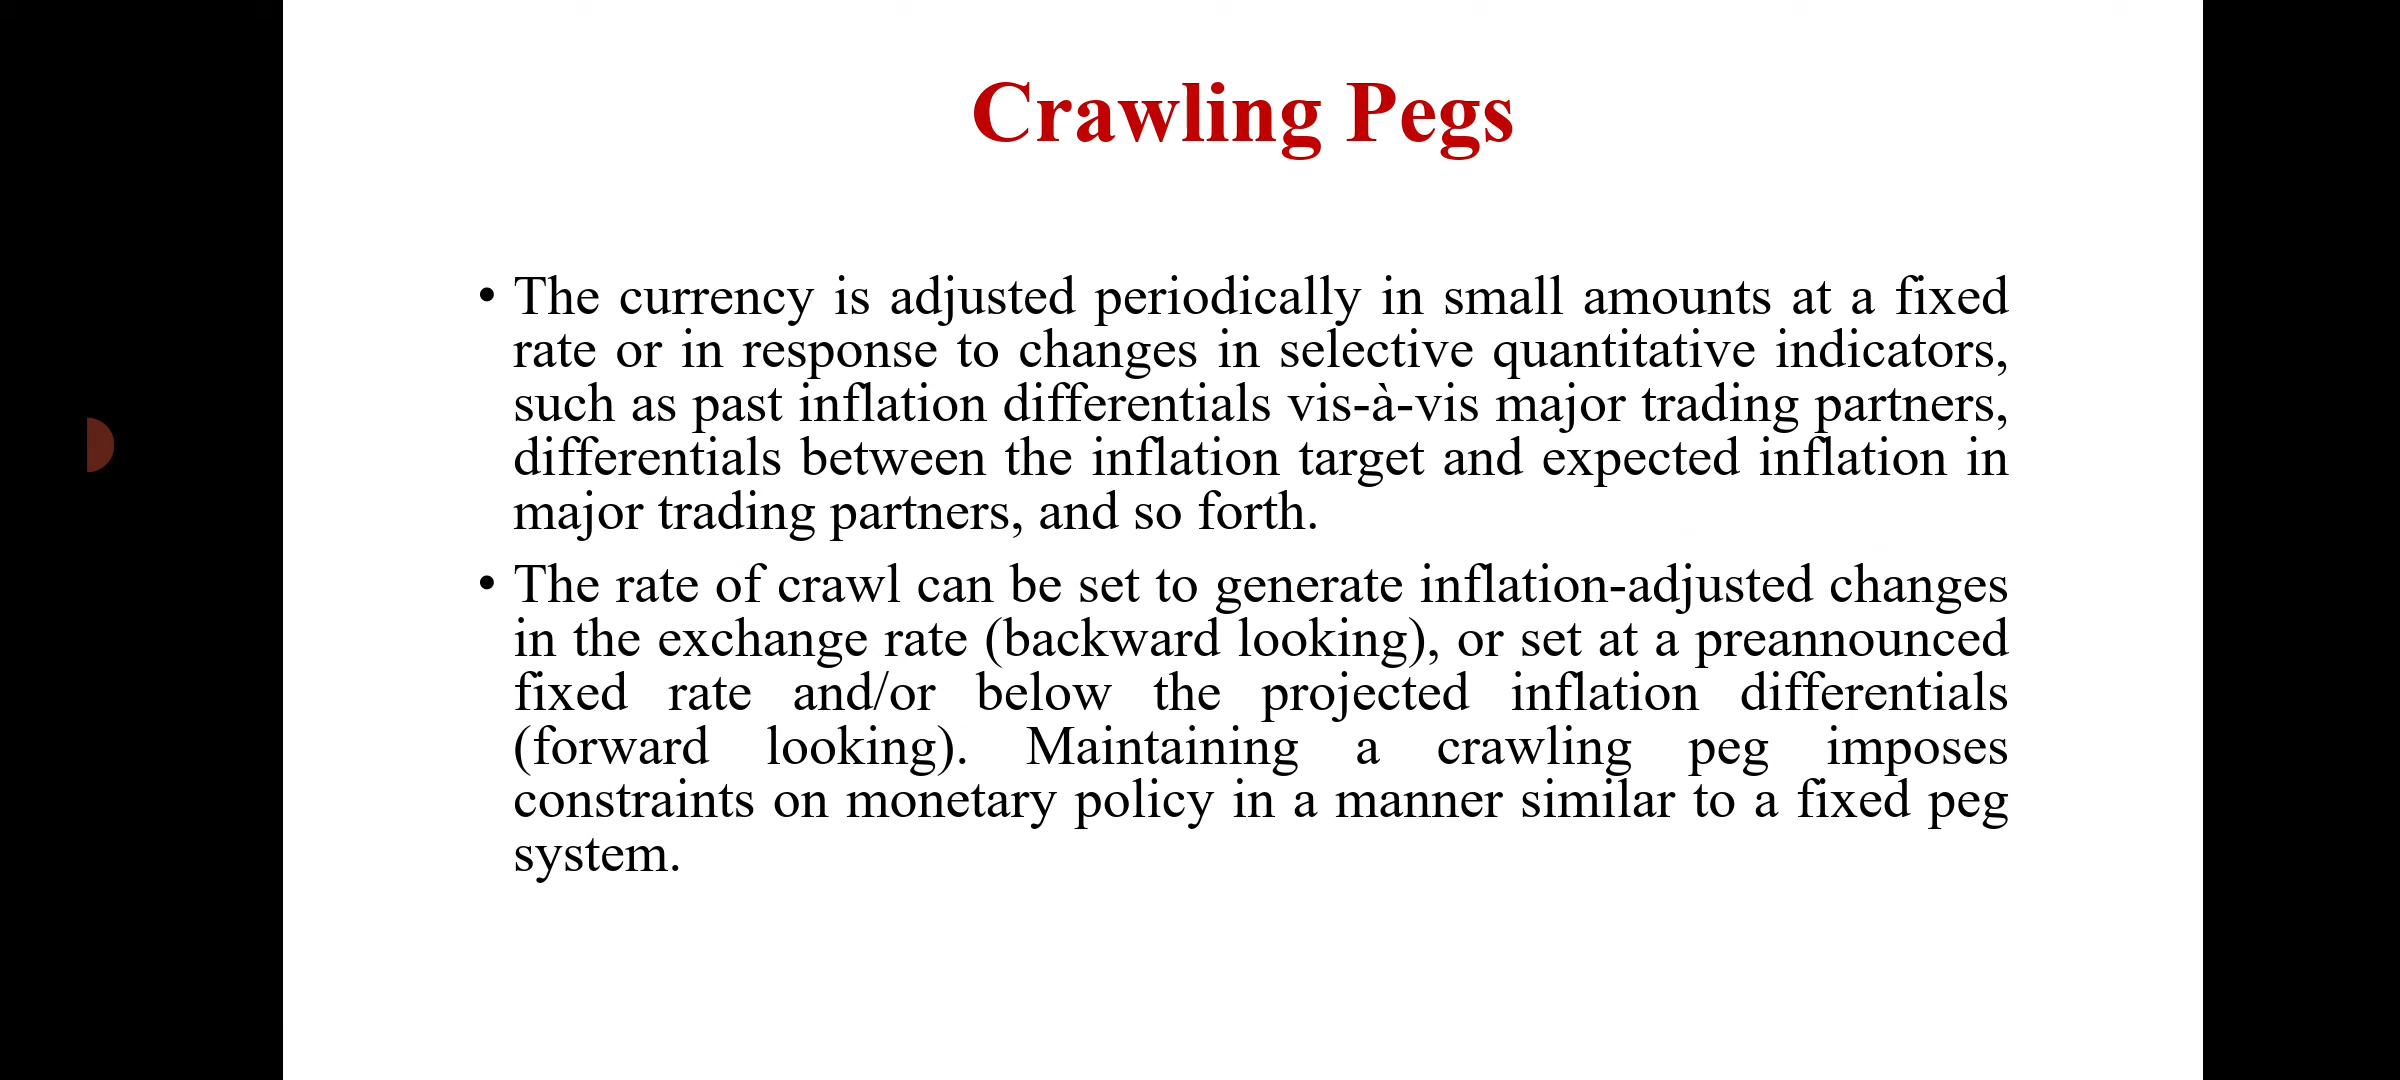 Crawling Pegs
• The currency is adjusted periodically in small amounts at a fixed
rate or in response to changes in selective quantitative indicators,
such as past inflation differentials vis-à-vis major trading partners,
differentials between the inflation target and expected inflation in
major trading partners, and so forth.
• The rate of crawl can be set to generate inflation-adjusted changes
in the exchange rate (backward looking), or set at a preannounced
fixed rate and/or below the projected inflation differentials
(forward looking). Maintaining a crawling peg imposes
constraints on monetary policy in a manner similar to a fixed peg
system.